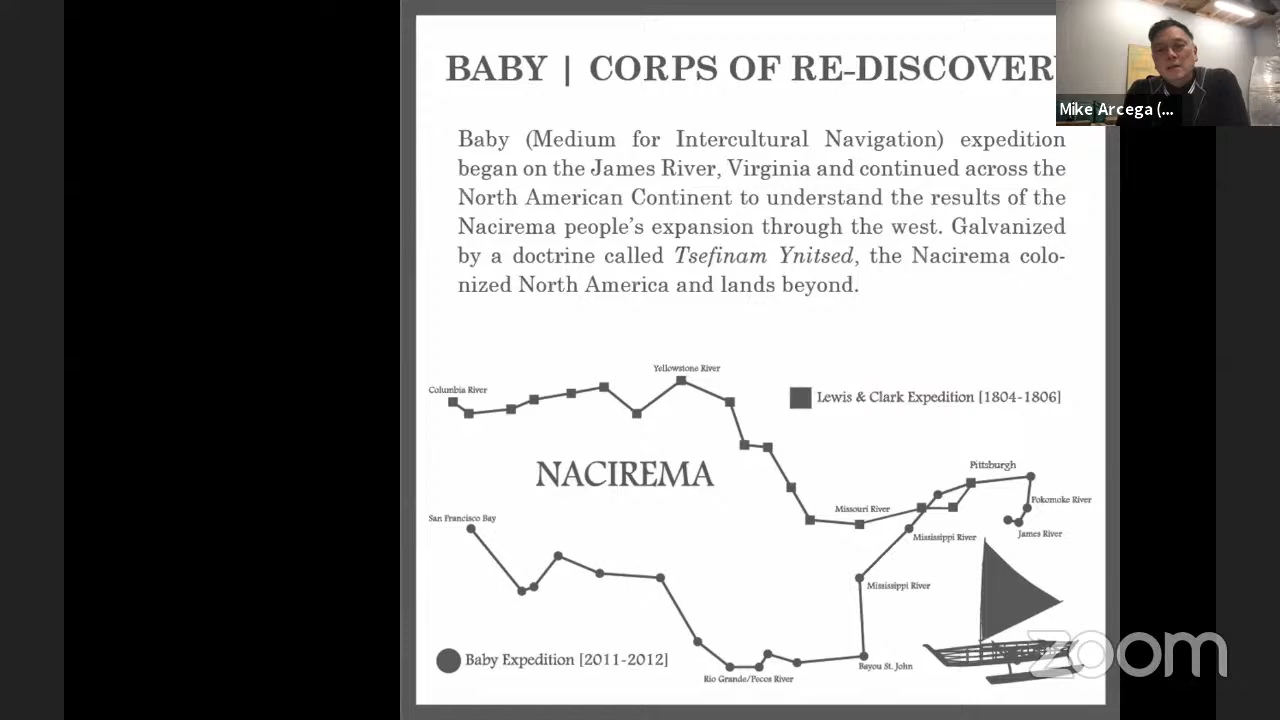 BABY | CORPS OF RE-DISCOVER
Mike Arcega (...
Baby (Medium for Intercultural Navigation) expedition
began on the James River, Virginia and continued across the
North American Continent to understand the results of the
Nacirema people's expansion through the west. Galvanized
by a doctrine called Tsefinam Ynitsed, the Nacirema colo-
nized North America and lands beyond.
Yellowstone River
Columbia River
Lewis & Clark Expedition [1804-1806]
NACIREMA
Pittsburgh
Pokomoke River
Missouri River
San Francisco Bay
James River
Mississippi River
Mississippi River
Baby Expedition [2011-2012]
Bayou St. John
Rio Grande/Pecos River
zoom